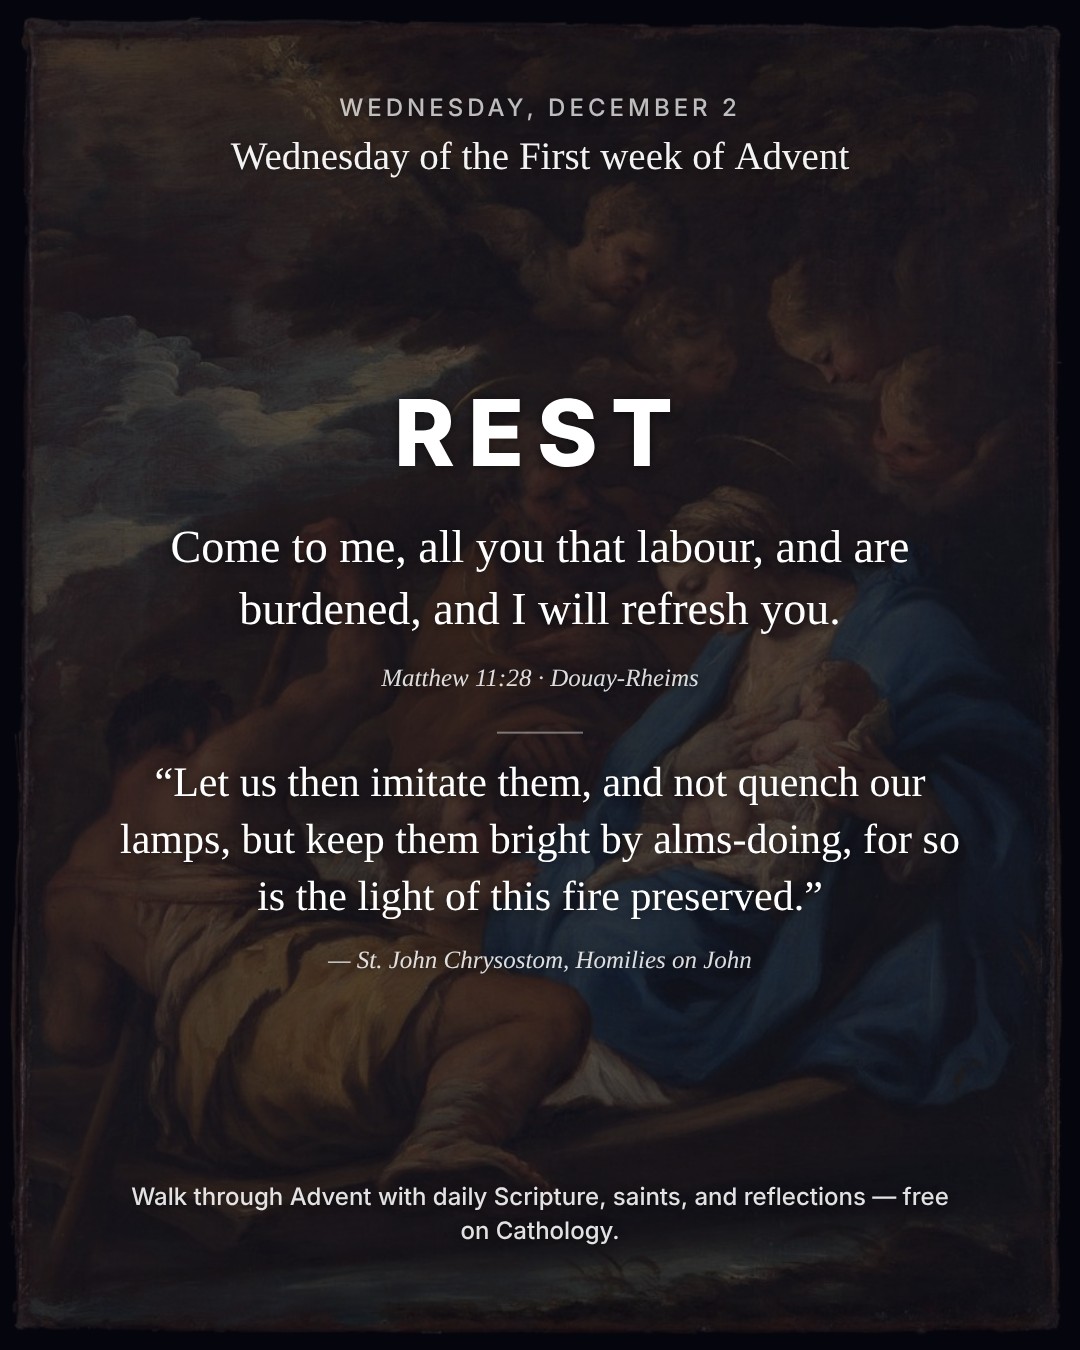 WEDNESDAY, DECEMBER 2
Wednesday of the First week of Advent
REST
Come to me, all you that labour, and are
burdened, and I will refresh you.
Matthew 11:28 · Douay-Rheims
“Let us then imitate them, and not quench our
lamps, but keep them bright by alms-doing, for so
is the light of this fire preserved.”
— St. John Chrysostom, Homilies on John
Walk through Advent with daily Scripture, saints, and reflections — free
on Cathology.